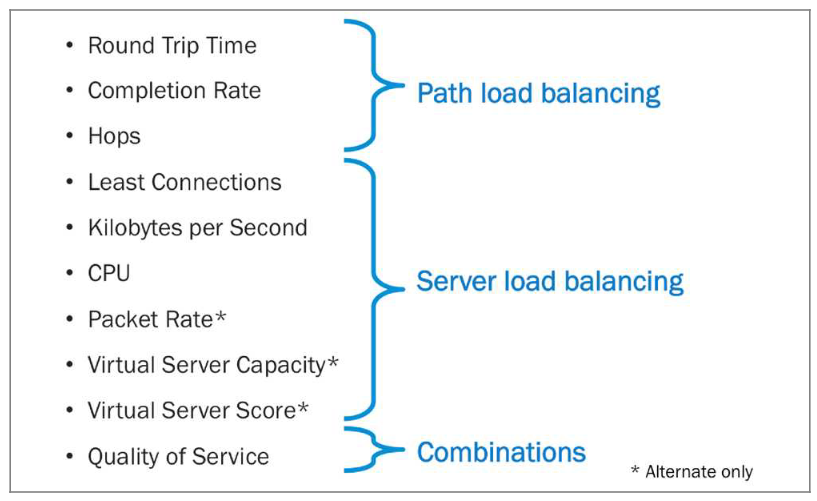 • Round Trip Time
• Completion Rate
• Hops
Path load balancing
• Least Connections
• Kilobytes per Second
• CPU
• Packet Rate*
• Virtual Server Capacity*
• Virtual Server Score*
Server load balancing
• Quality of Service
Combinations
* Alternate only